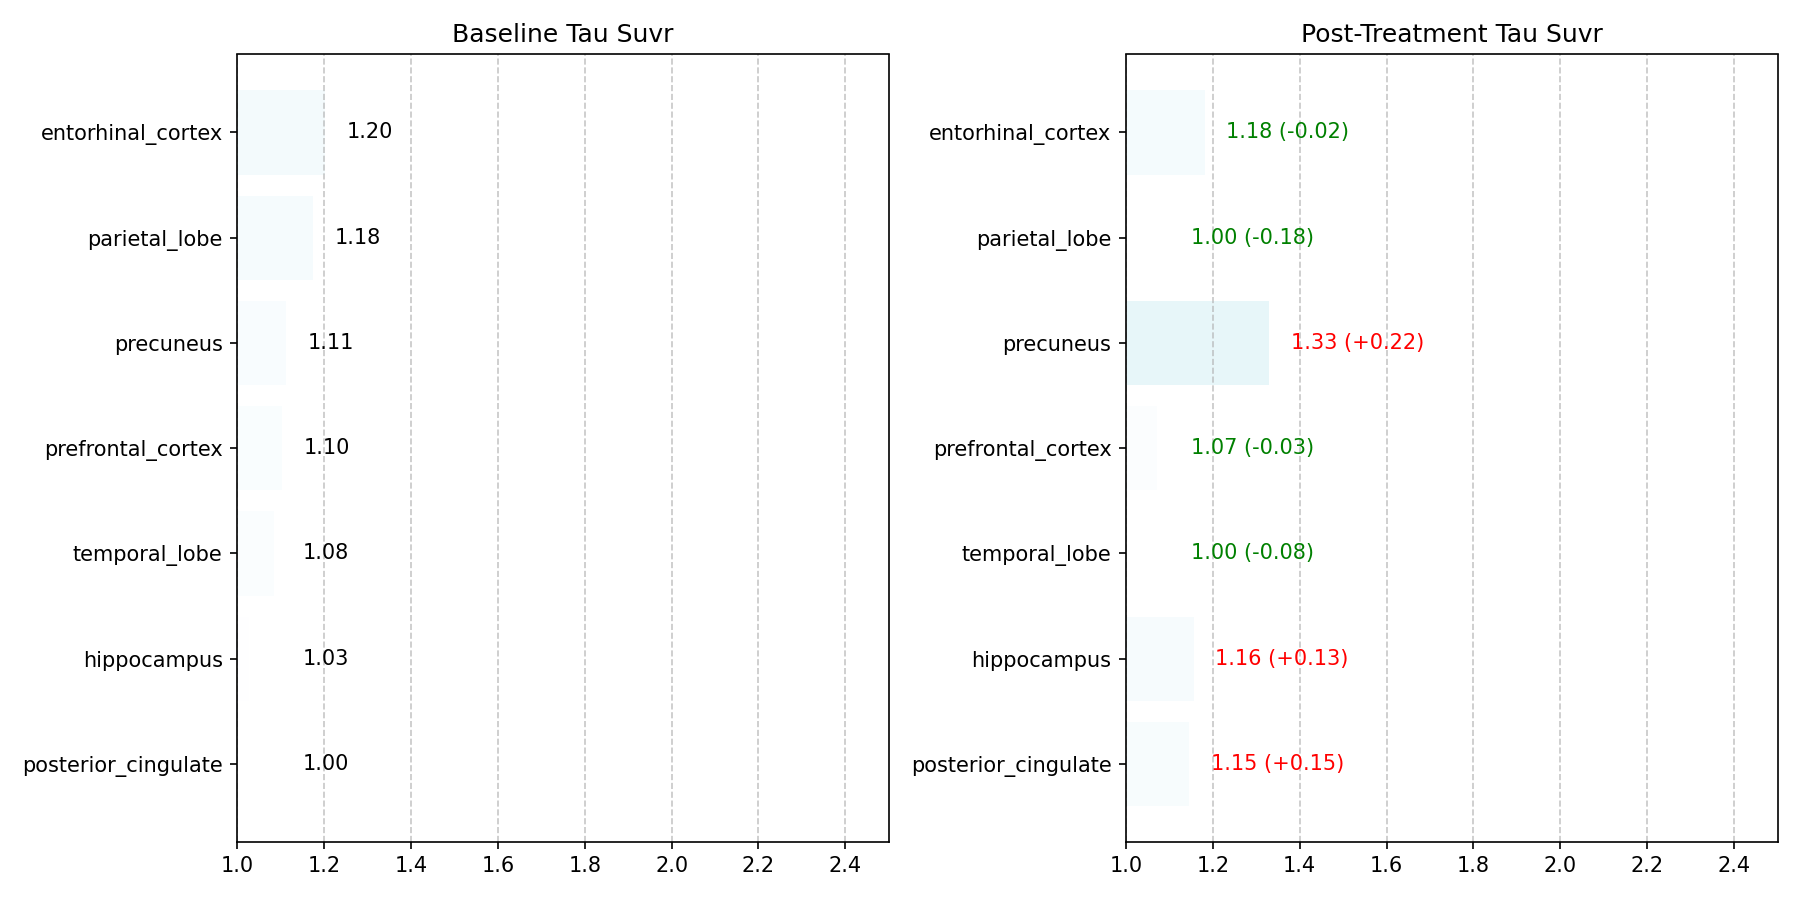 Baseline Tau Suvr
entorhinal_cortex 1.20
parietal_lobe 1.18
precuneus 1.11
prefrontal_cortex 1.10
temporal_lobe 1.08
hippocampus 1.03
posterior_cingulate 1.00
1.0 1.2 1.4 1.6 1.8 2.0 2.2 2.4
Post-Treatment Tau Suvr
entorhinal_cortex 1.18 (-0.02)
parietal_lobe 1.00 (-0.18)
precuneus 1.33 (+0.22)
prefrontal_cortex 1.07 (-0.03)
temporal_lobe 1.00 (-0.08)
hippocampus 1.16 (+0.13)
posterior_cingulate 1.15 (+0.15)
1.0 1.2 1.4 1.6 1.8 2.0 2.2 2.4